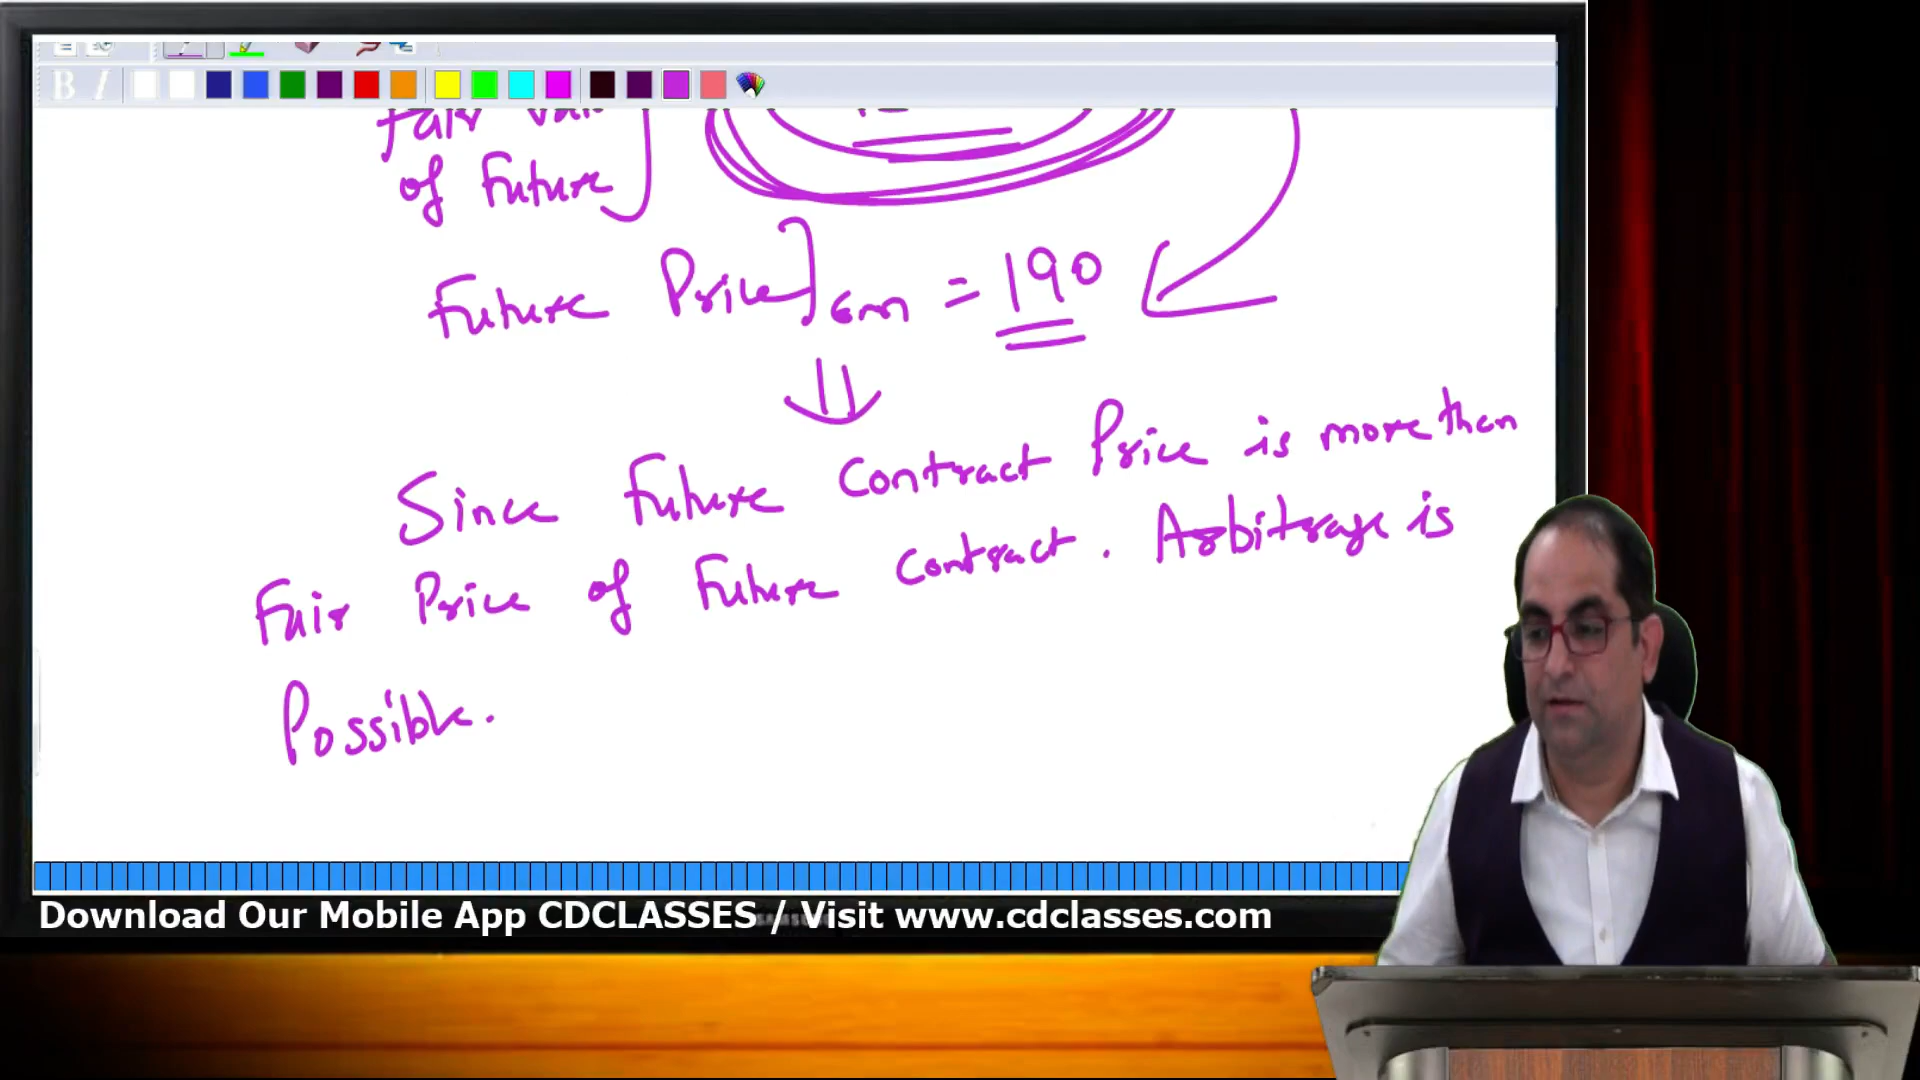 B I
Fair
of Future
Future Price]6m = 190
Since Future Contract Price is more than
Fair Price of Future Contract. Arbitrage is
Possible.
Download Our Mobile App CDCLASSES / Visit www.cdclasses.com